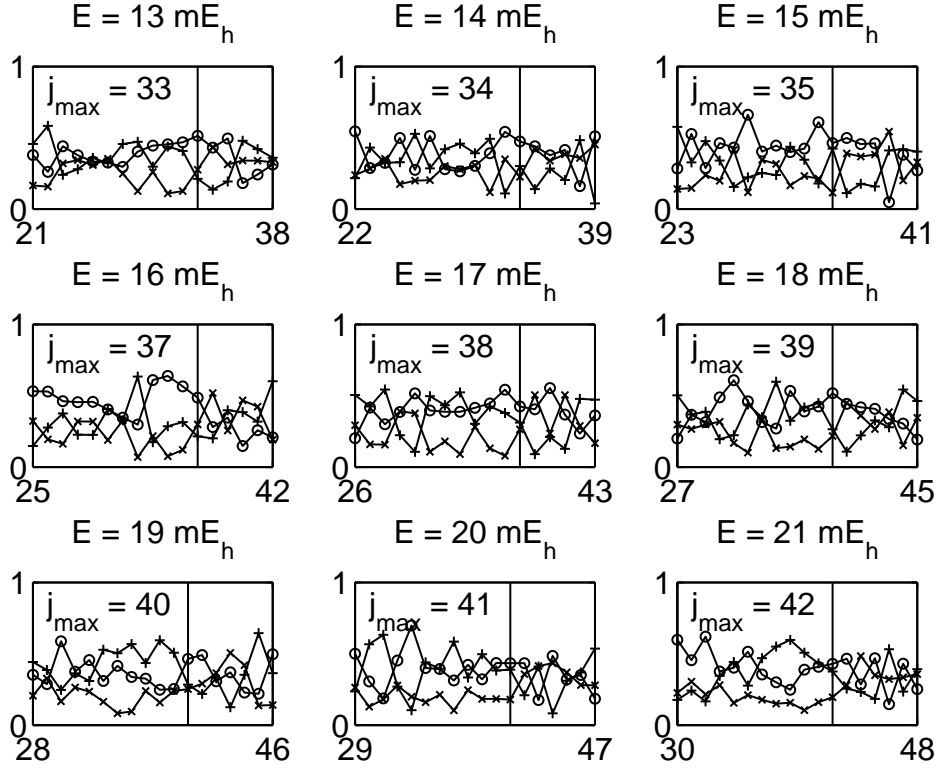 E = 13 mE_h E = 14 mE_h E = 15 mE_h
1 j_max = 33 1 j_max = 34 1 j_max = 35
0 0 0
21 38 22 39 23 41
E = 16 mE_h E = 17 mE_h E = 18 mE_h
1 j_max = 37 1 j_max = 38 1 j_max = 39
0 0 0
25 42 26 43 27 45
E = 19 mE_h E = 20 mE_h E = 21 mE_h
1 j_max = 40 1 j_max = 41 1 j_max = 42
0 0 0
28 46 29 47 30 48